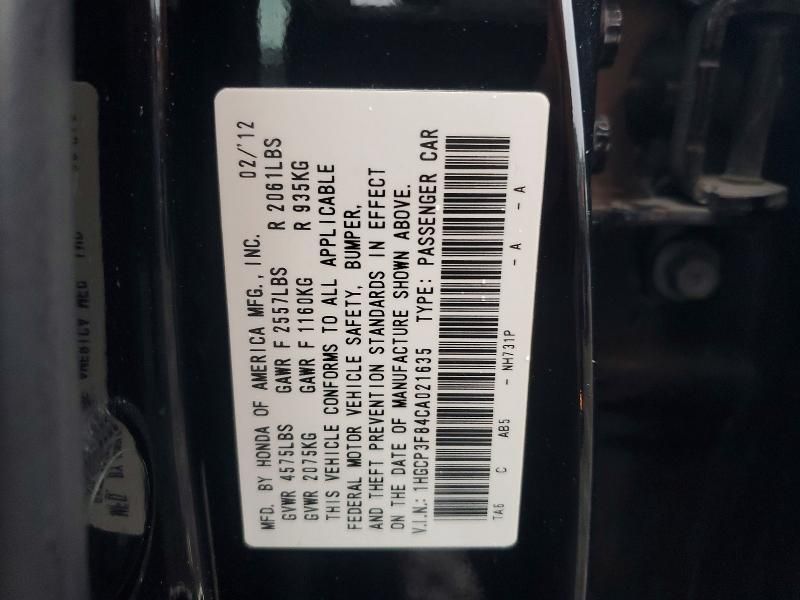 MFD. BY HONDA OF AMERICA MFG., INC. 02/'12
GVWR 4575LBS GAWR F 2557LBS R 2061LBS
GVWR 2075KG GAWR F 1160KG R 935KG
THIS VEHICLE CONFORMS TO ALL APPLICABLE
FEDERAL MOTOR VEHICLE SAFETY, BUMPER,
AND THEFT PREVENTION STANDARDS IN EFFECT
ON THE DATE OF MANUFACTURE SHOWN ABOVE.
V.I.N.: 1HGCP3F84CA021635 TYPE: PASSENGER CAR
TA6 C AB5 - NH731P - A - A